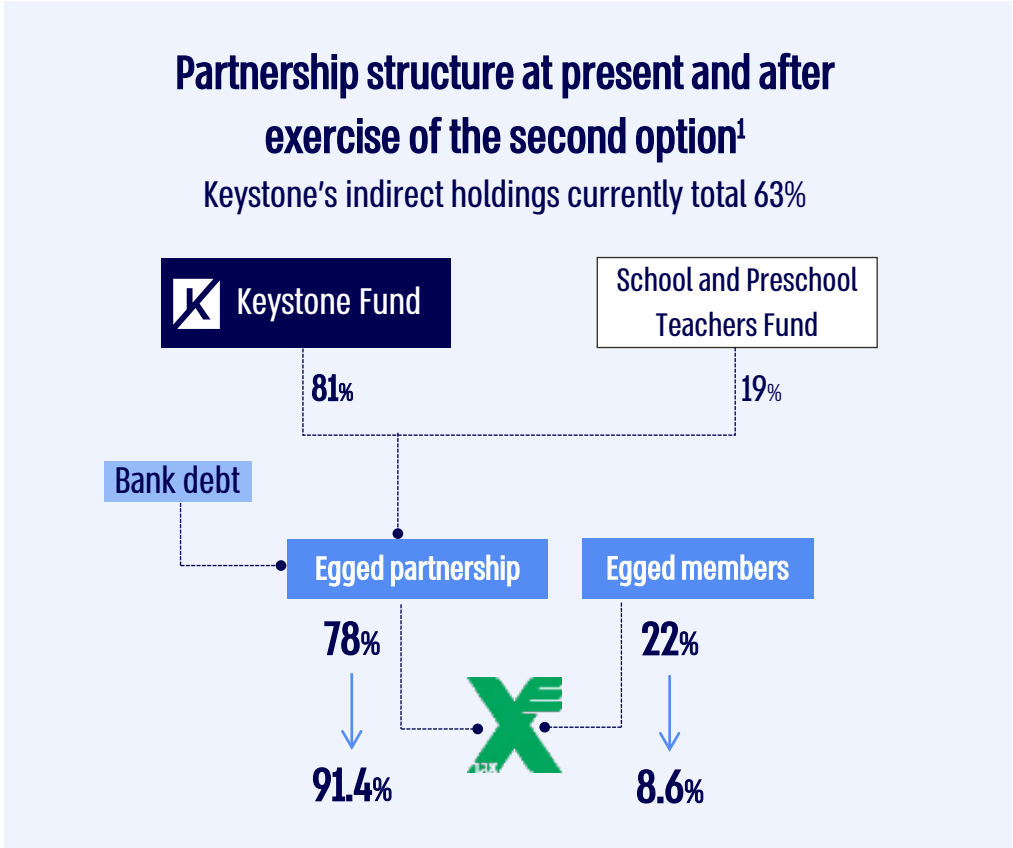 Partnership structure at present and after
exercise of the second option¹
Keystone's indirect holdings currently total 63%
Keystone Fund
School and Preschool
Teachers Fund
81%
19%
Bank debt
Egged partnership
Egged members
78%
22%
91.4%
8.6%